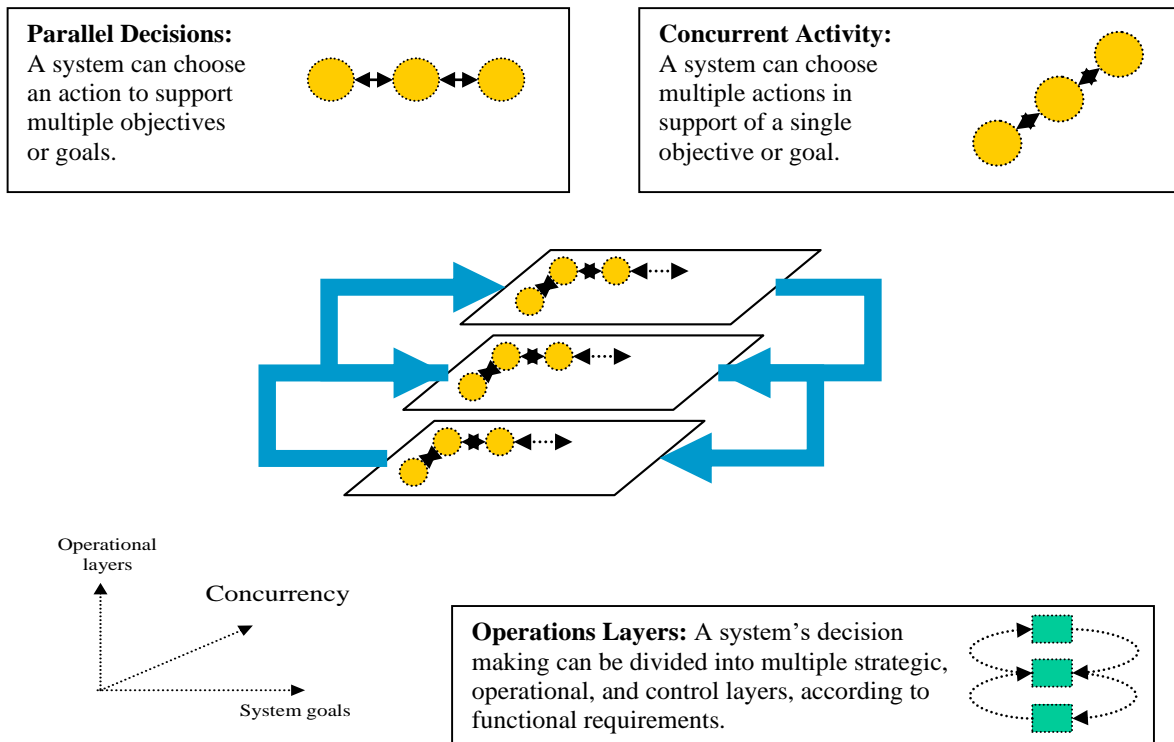 Parallel Decisions:
A system can choose
an action to support
multiple objectives
or goals.
Concurrent Activity:
A system can choose
multiple actions in
support of a single
objective or goal.
Operational
layers
Concurrency
System goals
Operations Layers: A system’s decision
making can be divided into multiple strategic,
operational, and control layers, according to
functional requirements.